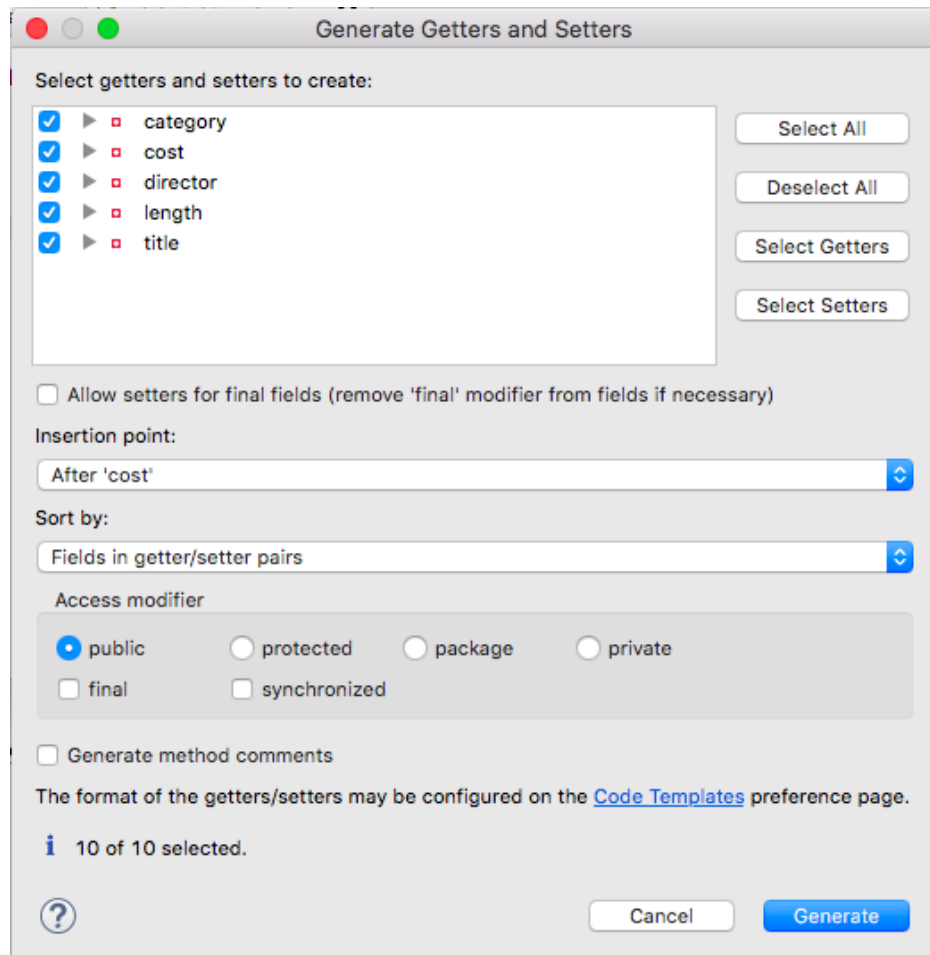 Generate Getters and Setters
Select getters and setters to create:
category
cost
director
length
title
Select All
Deselect All
Select Getters
Select Setters
Allow setters for final fields (remove 'final' modifier from fields if necessary)
Insertion point:
After 'cost'
Sort by:
Fields in getter/setter pairs
Access modifier
public protected package private
final synchronized
Generate method comments
The format of the getters/setters may be configured on the Code Templates preference page.
i 10 of 10 selected.
? Cancel Generate